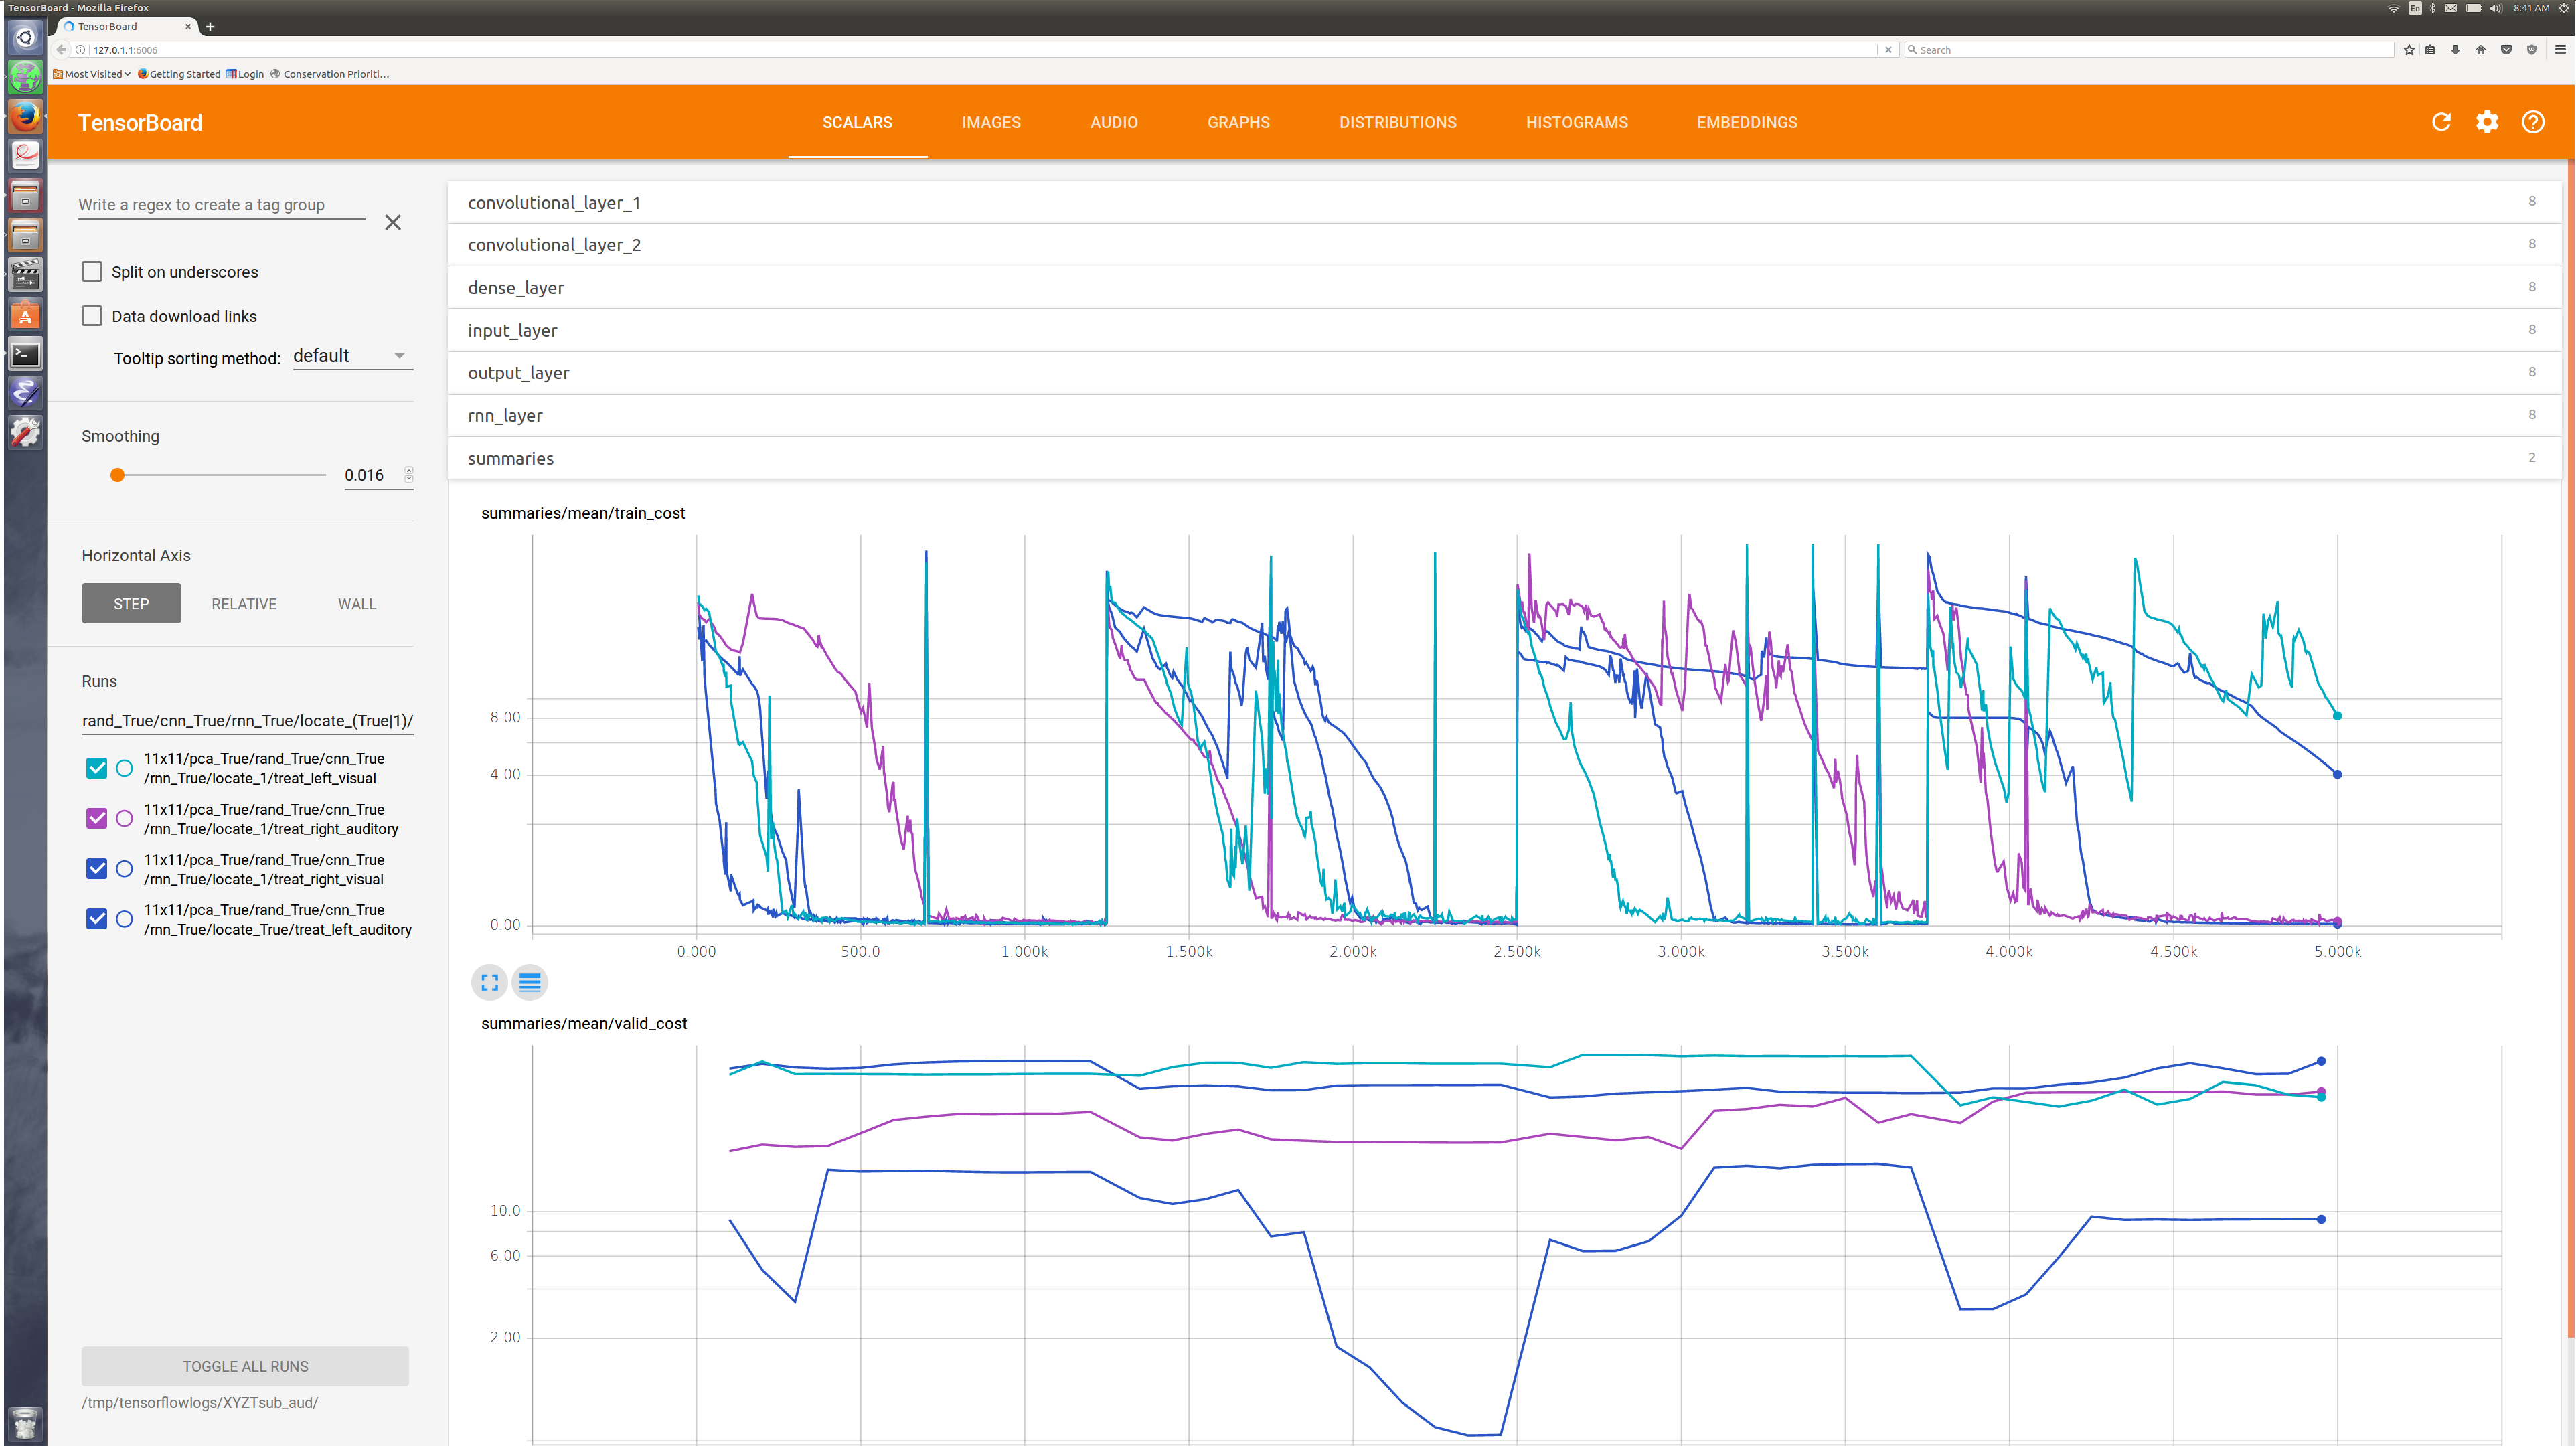 TensorBoard - Mozilla Firefox
En
8:41 AM
TensorBoard
127.0.1.1:6006
Search
Most Visited
Getting Started
Login
Conservation Prioriti...
TensorBoard
SCALARS
IMAGES
AUDIO
GRAPHS
DISTRIBUTIONS
HISTOGRAMS
EMBEDDINGS
Write a regex to create a tag group
Split on underscores
Data download links
Tooltip sorting method: default
Smoothing
0.016
Horizontal Axis
STEP
RELATIVE
WALL
Runs
rand_True/cnn_True/rnn_True/locate_(True|1)/
11x11/pca_True/rand_True/cnn_True
/rnn_True/locate_1/treat_left_visual
11x11/pca_True/rand_True/cnn_True
/rnn_True/locate_1/treat_right_auditory
11x11/pca_True/rand_True/cnn_True
/rnn_True/locate_1/treat_right_visual
11x11/pca_True/rand_True/cnn_True
/rnn_True/locate_True/treat_left_auditory
TOGGLE ALL RUNS
/tmp/tensorflowlogs/XYZTsub_aud/
convolutional_layer_1 8
convolutional_layer_2 8
dense_layer 8
input_layer 8
output_layer 8
rnn_layer 8
summaries 2
summaries/mean/train_cost
8.00
4.00
0.00
0.000 500.0 1.000k 1.500k 2.000k 2.500k 3.000k 3.500k 4.000k 4.500k 5.000k
summaries/mean/valid_cost
10.0
6.00
2.00